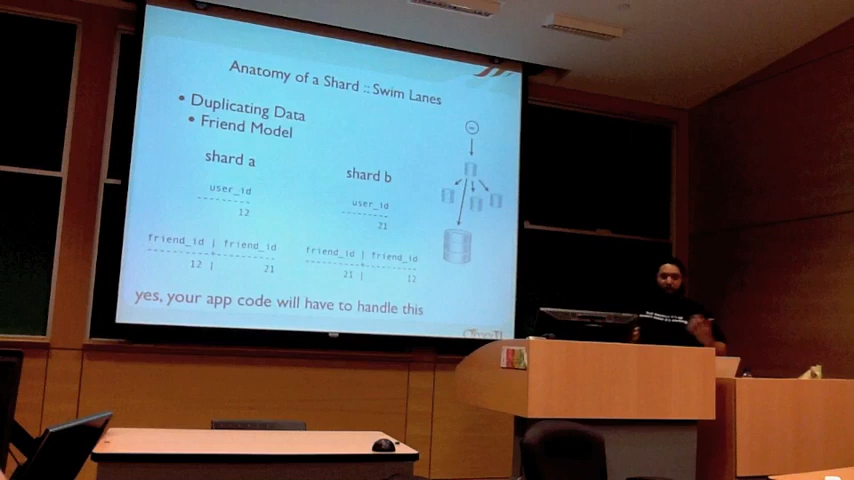 Anatomy of a Shard :: Swim Lanes
• Duplicating Data
• Friend Model
shard a
user_id
---------
12
friend_id | friend_id
----------+----------
12 | 21
shard b
user_id
---------
21
friend_id | friend_id
----------+----------
21 | 12
yes, your app code will have to handle this